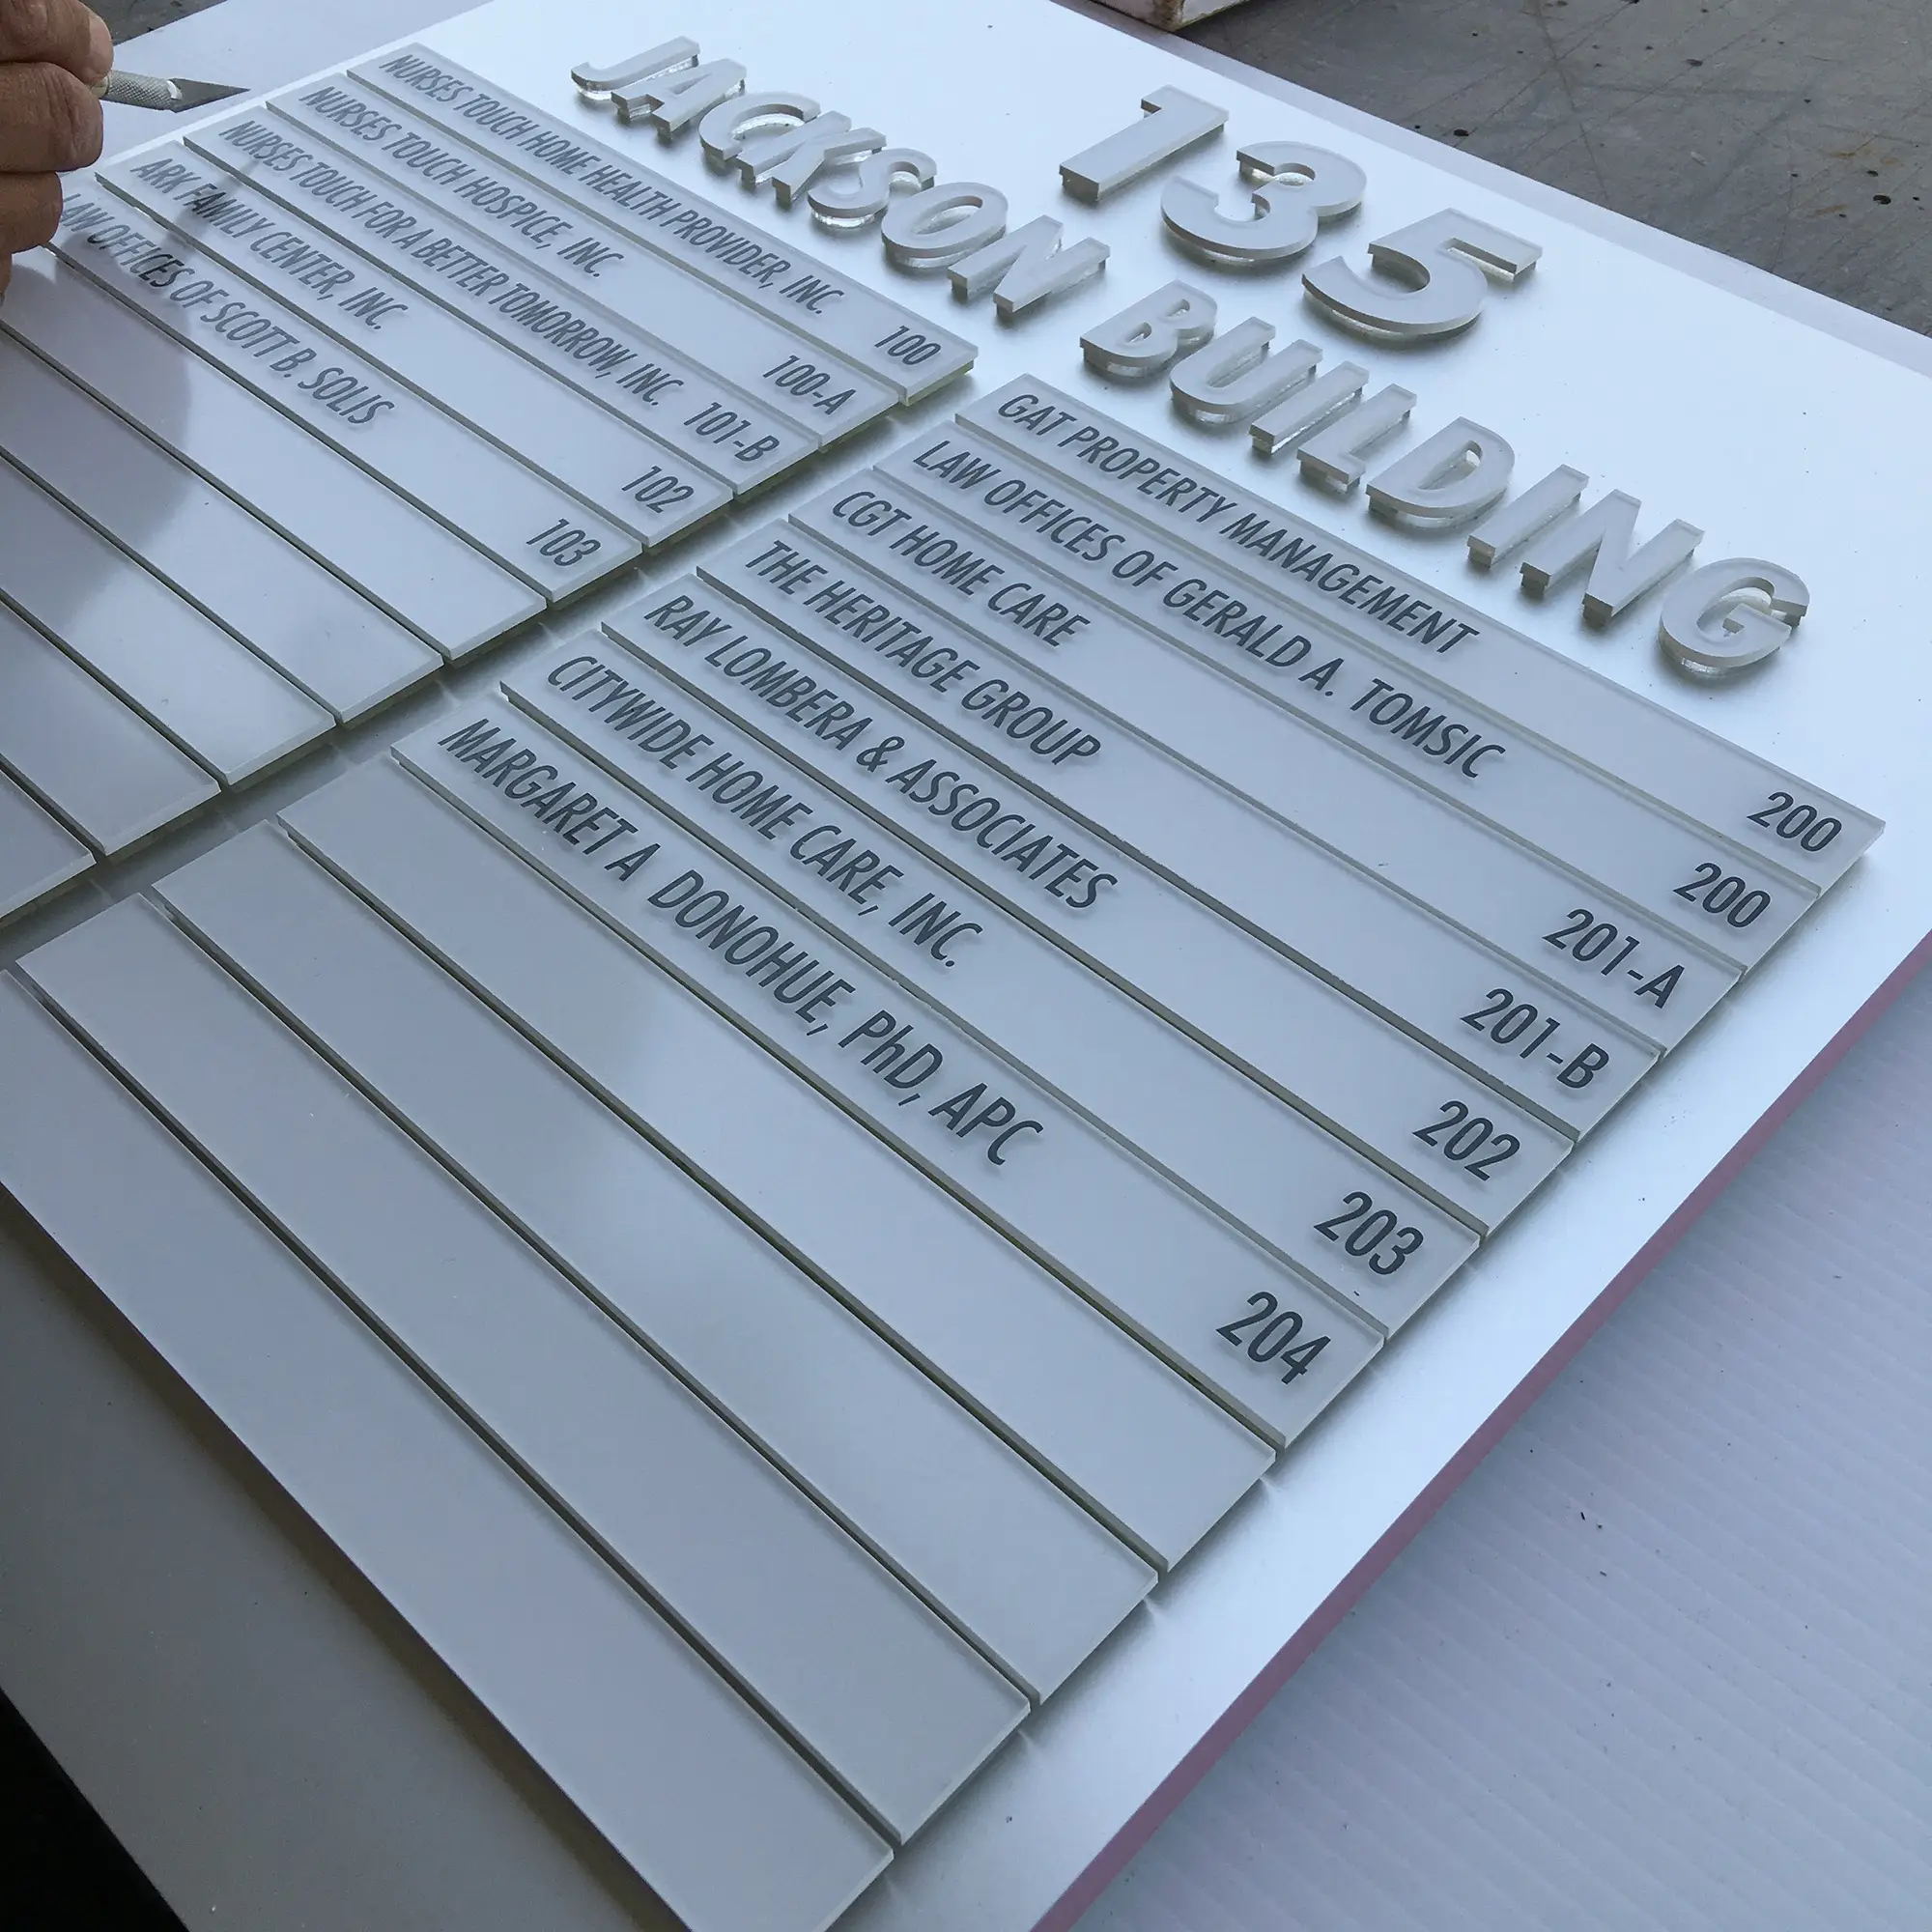 135
JACKSON BUILDING
NURSES TOUCH HOME HEALTH PROVIDER, INC. 100
NURSES TOUCH HOSPICE, INC. 100-A
NURSES TOUCH FOR A BETTER TOMORROW, INC. 101-B
ARK FAMILY CENTER, INC. 102
LAW OFFICES OF SCOTT B. SOLIS 103
GAT PROPERTY MANAGEMENT 200
LAW OFFICES OF GERALD A. TOMSIC 200
CGT HOME CARE 201-A
THE HERITAGE GROUP 201-B
RAY LOMBERA & ASSOCIATES 202
CITYWIDE HOME CARE, INC. 203
MARGARET A DONOHUE, PhD, APC 204